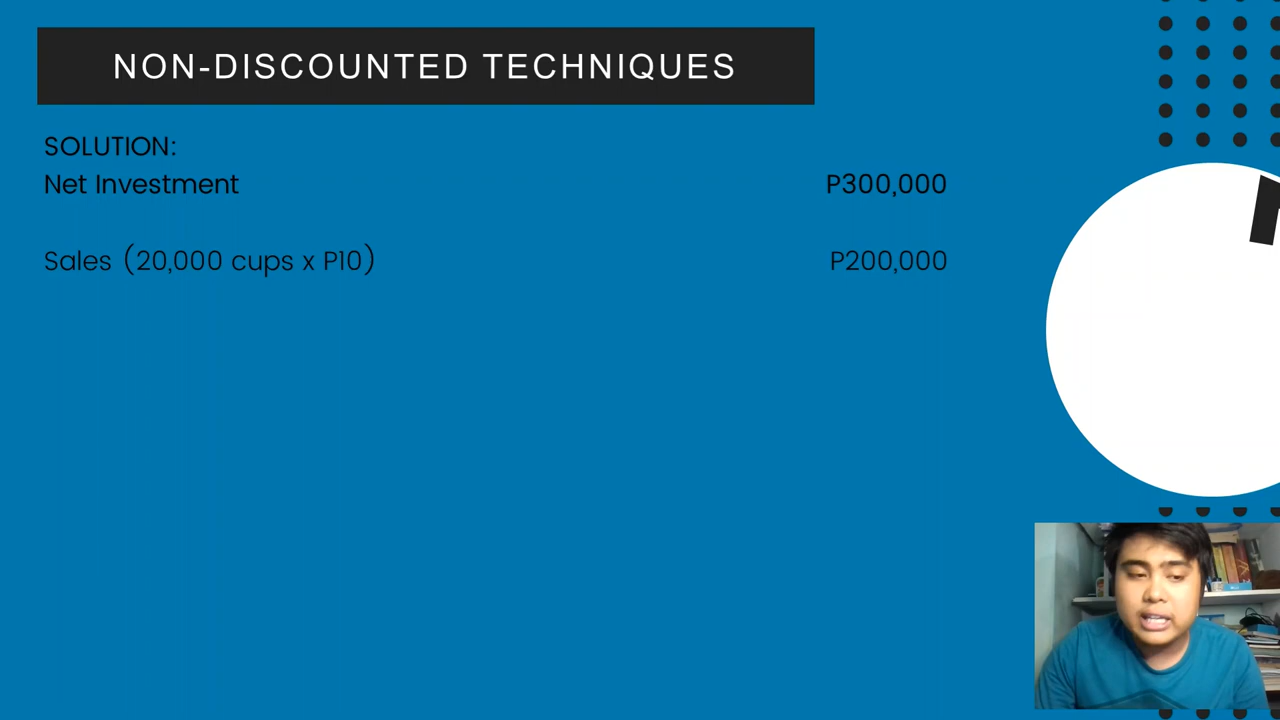 NON-DISCOUNTED TECHNIQUES
SOLUTION:
Net Investment P300,000
Sales (20,000 cups x P10) P200,000